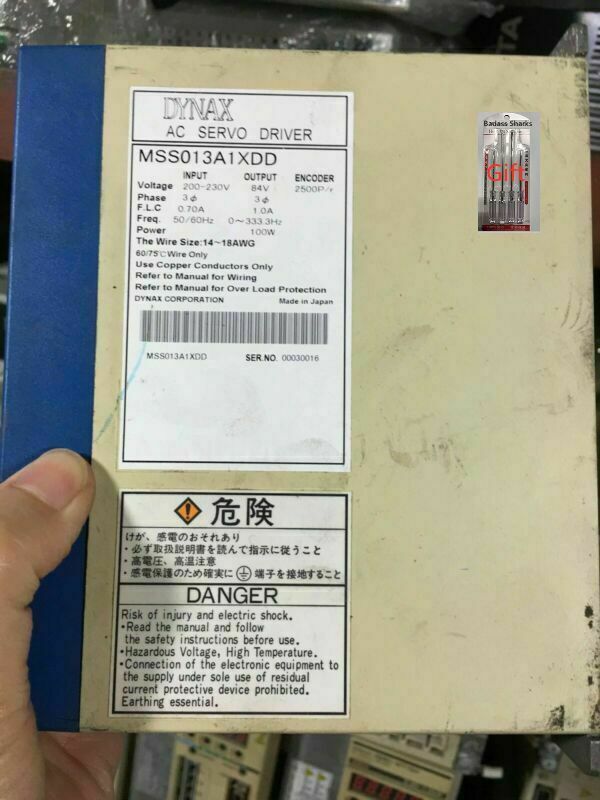 DYNAX
AC SERVO DRIVER
MSS013A1XDD
INPUT OUTPUT ENCODER
Voltage 200-230V 84V 2500P/r
Phase 3ϕ 3ϕ
F.L.C 0.70A 1.0A
Freq. 50/60Hz 0～333.3Hz
Power 100W
The Wire Size:14～18AWG
60/75℃ Wire Only
Use Copper Conductors Only
Refer to Manual for Wiring
Refer to Manual for Over Load Protection
DYNAX CORPORATION Made in Japan
MSS013A1XDD SER.NO. 00030016
Badass Sharks
Gift
危険
けが、感電のおそれあり
・必ず取扱説明書を読んで指示に従うこと
・高電圧、高温注意
・感電保護のため確実に端子を接地すること
DANGER
Risk of injury and electric shock.
•Read the manual and follow
the safety instructions before use.
•Hazardous Voltage, High Temperature.
•Connection of the electronic equipment to
the supply under sole use of residual
current protective device prohibited.
Earthing essential.